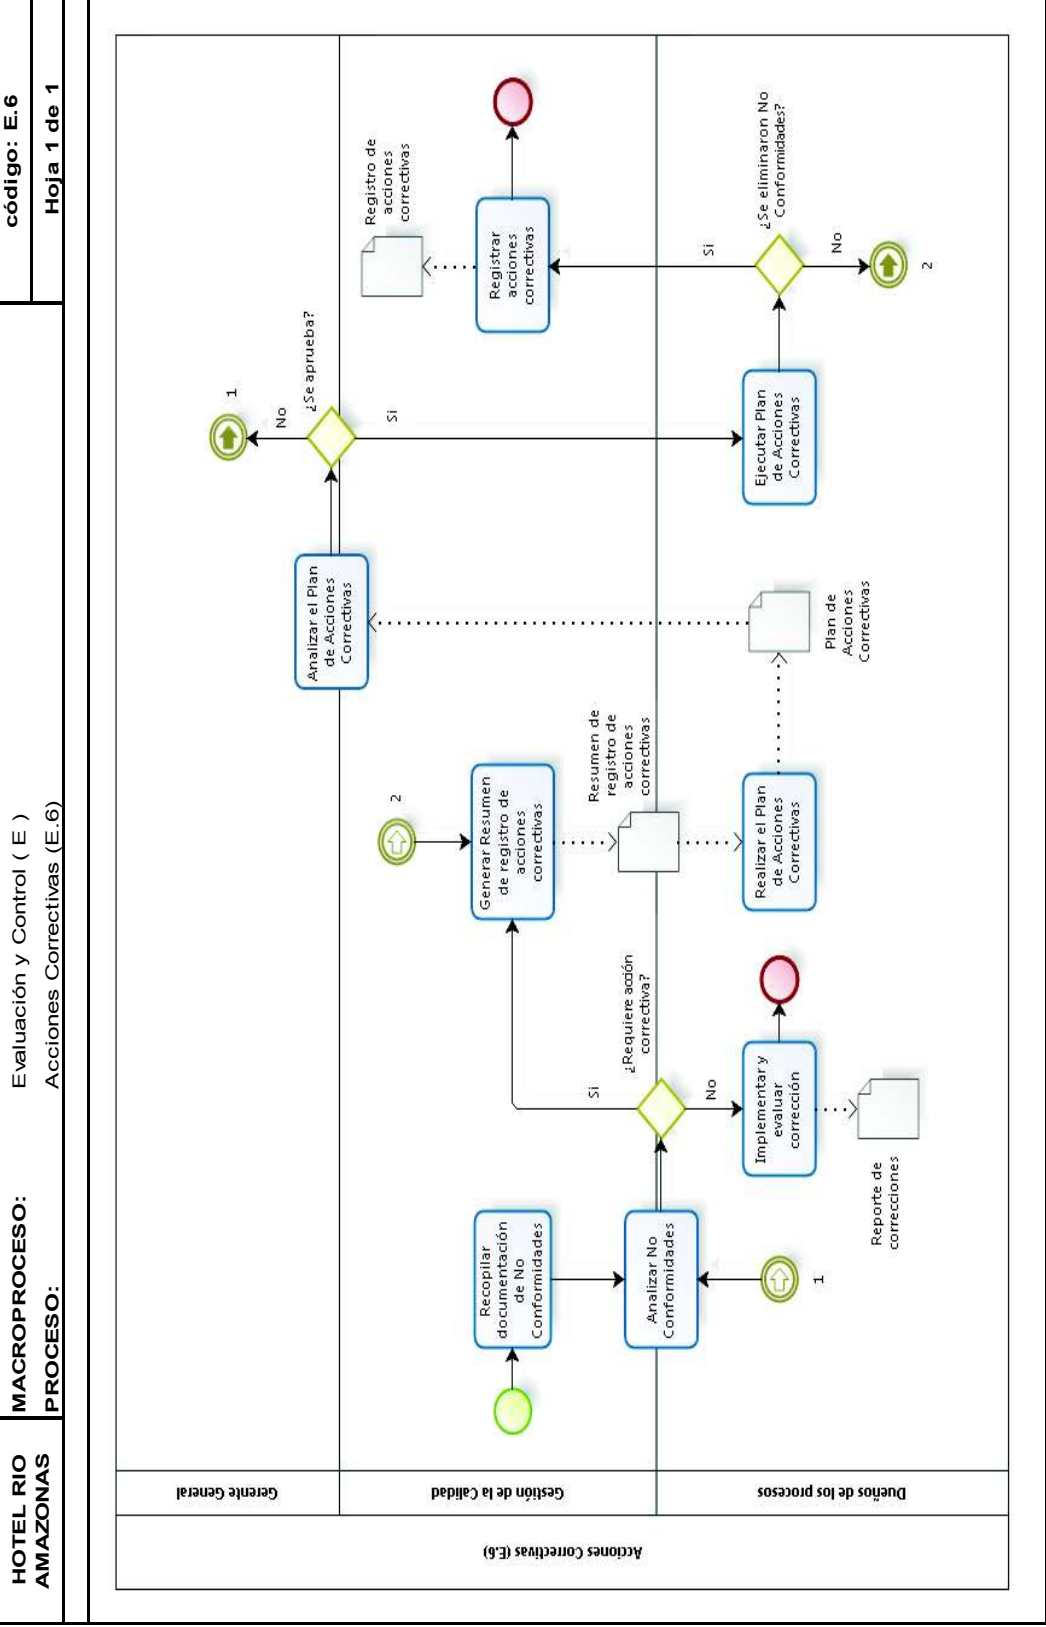 HOTEL RIO
AMAZONAS
MACROPROCESO:
Evaluación y Control ( E )
PROCESO:
Acciones Correctivas (E.6)
código: E.6
Hoja 1 de 1
Acciones Correctivas (E.6)
Gerente General
Gestión de la Calidad
Dueños de los procesos
Recopilar
documentación
de No
Conformidades
Analizar No
Conformidades
1
¿Requiere acción
correctiva?
Si
No
Implementar y
evaluar
corrección
Reporte de
correcciones
2
Generar Resumen
de registro de
acciones
correctivas
Resumen de
registro de
acciones
correctivas
Realizar el Plan
de Acciones
Correctivas
Plan de
Acciones
Correctivas
Analizar el Plan
de Acciones
Correctivas
¿Se aprueba?
No
1
Si
Ejecutar Plan
de Acciones
Correctivas
¿Se eliminaron No
Conformidades?
Si
No
2
Registrar
acciones
correctivas
Registro de
acciones
correctivas